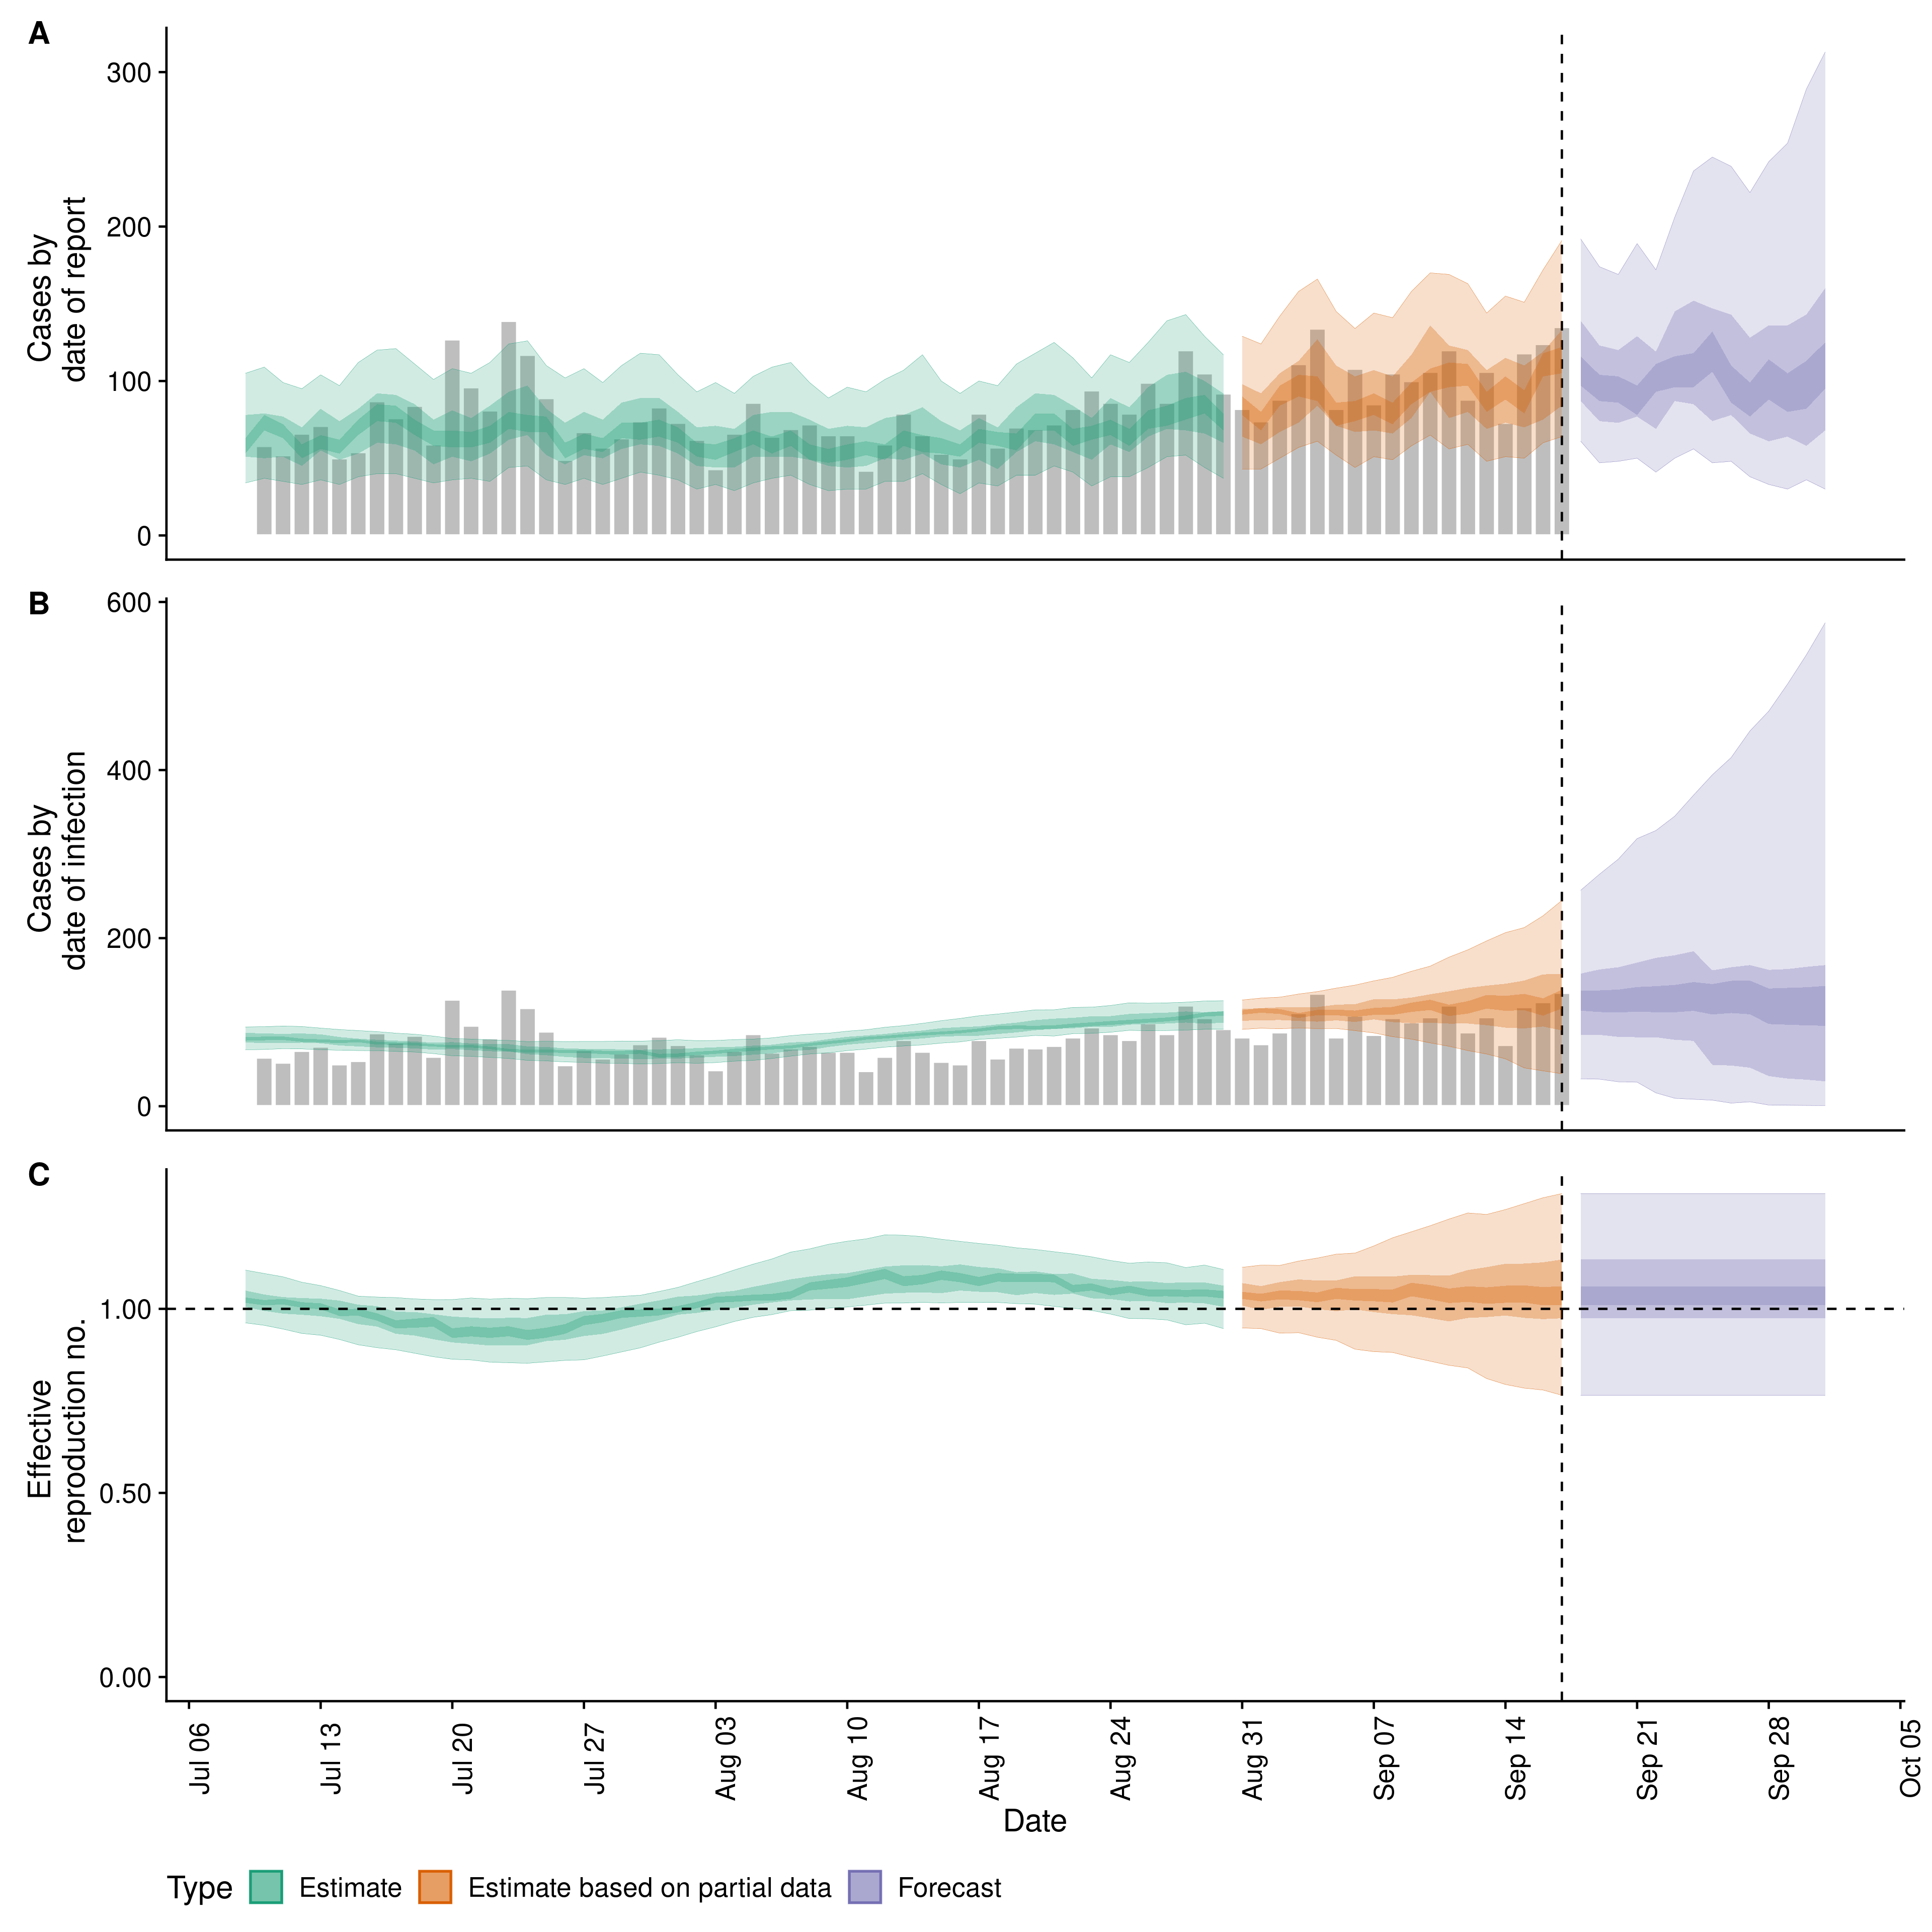 A
300
200
100
0
Cases by
date of report
B
600
400
200
0
Cases by
date of infection
C
1.00
0.50
0.00
Effective
reproduction no.
Jul 06
Jul 13
Jul 20
Jul 27
Aug 03
Aug 10
Aug 17
Aug 24
Aug 31
Sep 07
Sep 14
Sep 21
Sep 28
Oct 05
Date
Type Estimate Estimate based on partial data Forecast